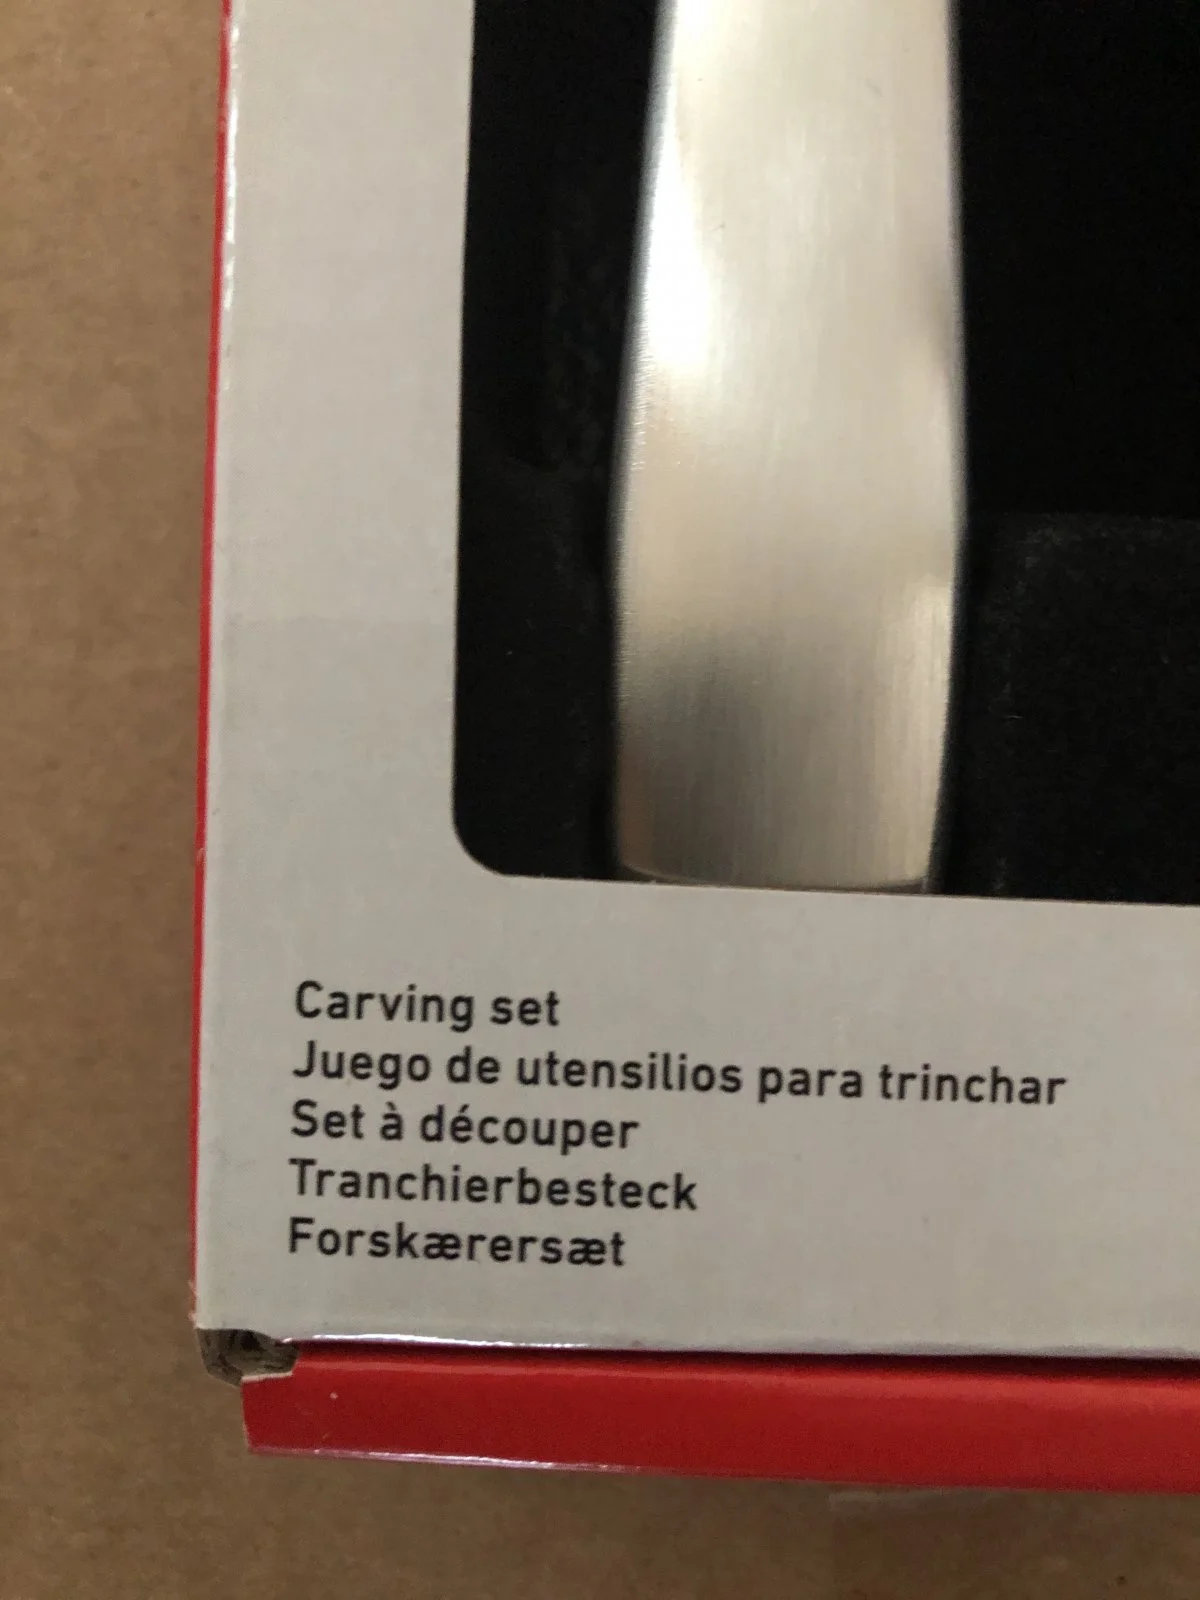 Carving set
Juego de utensilios para trinchar
Set à découper
Tranchierbesteck
Forskærersæt